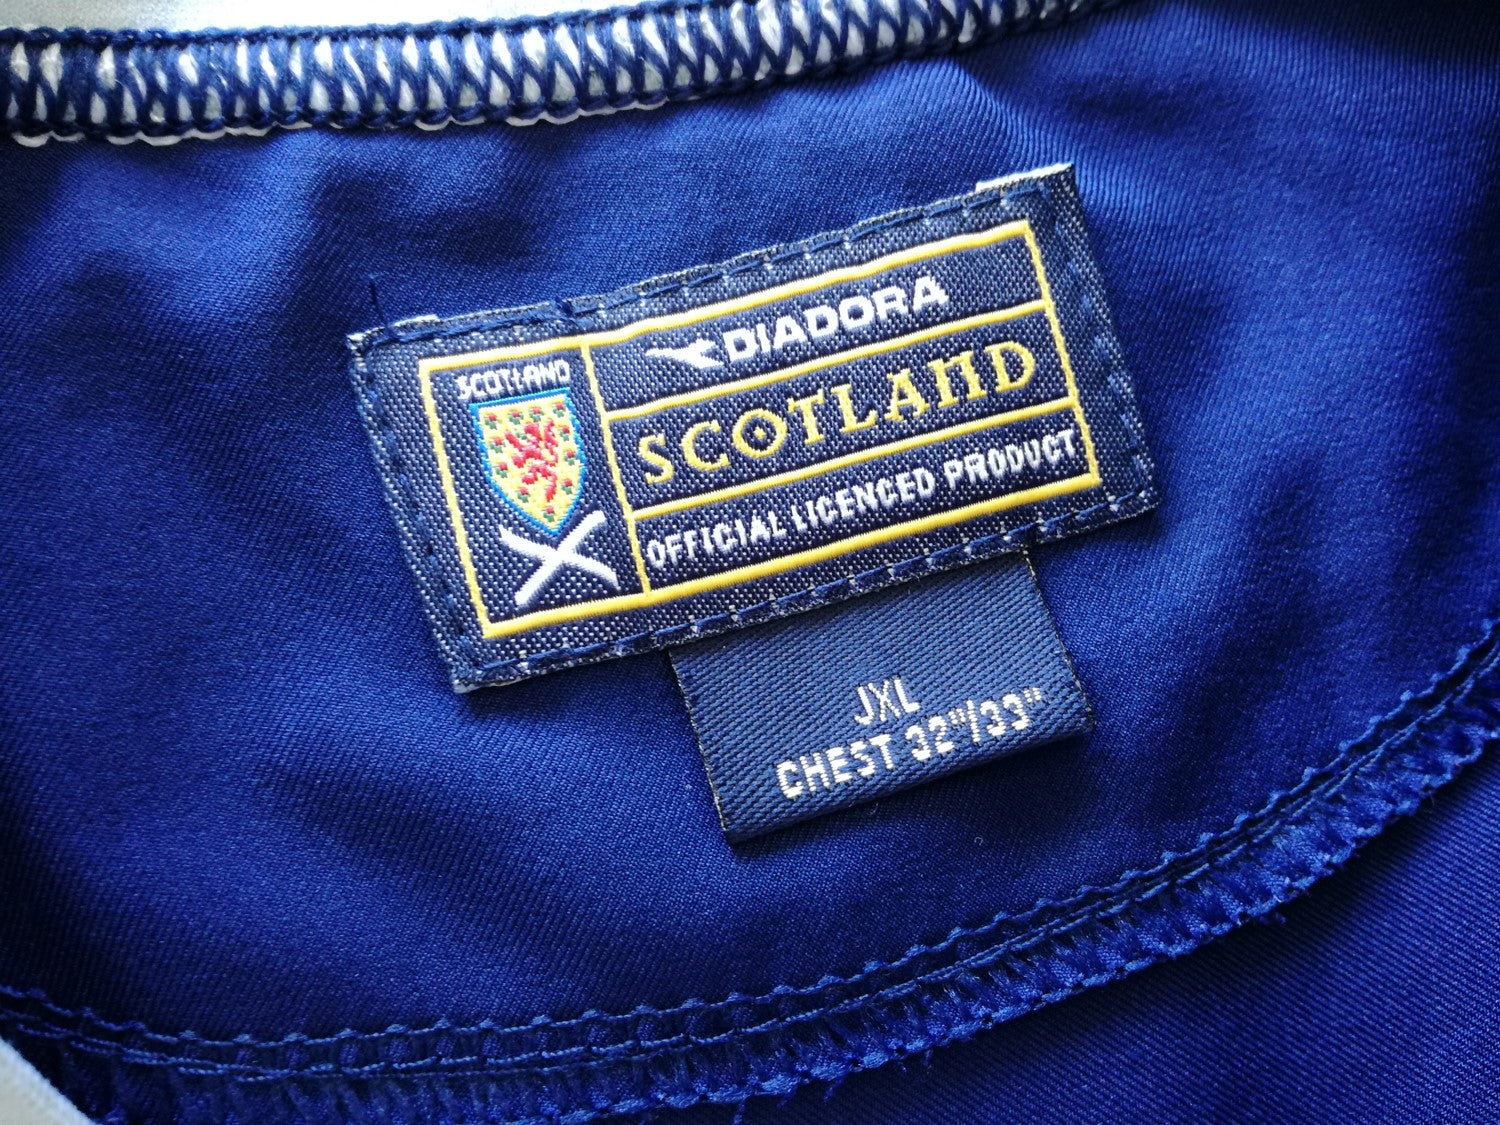 SCOTLAND
DIADORA
SCOTLAND
OFFICIAL LICENCED PRODUCT
JXL
CHEST 32"/33"